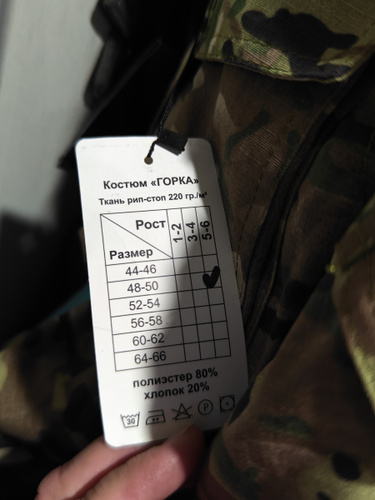 Костюм «ГОРКА»
Ткань рип-стоп 220 гр./м²
Рост
1-2
3-4
5-6
Размер
44-46
48-50
52-54
56-58
60-62
64-66
полиэстер 80%
хлопок 20%
30
P